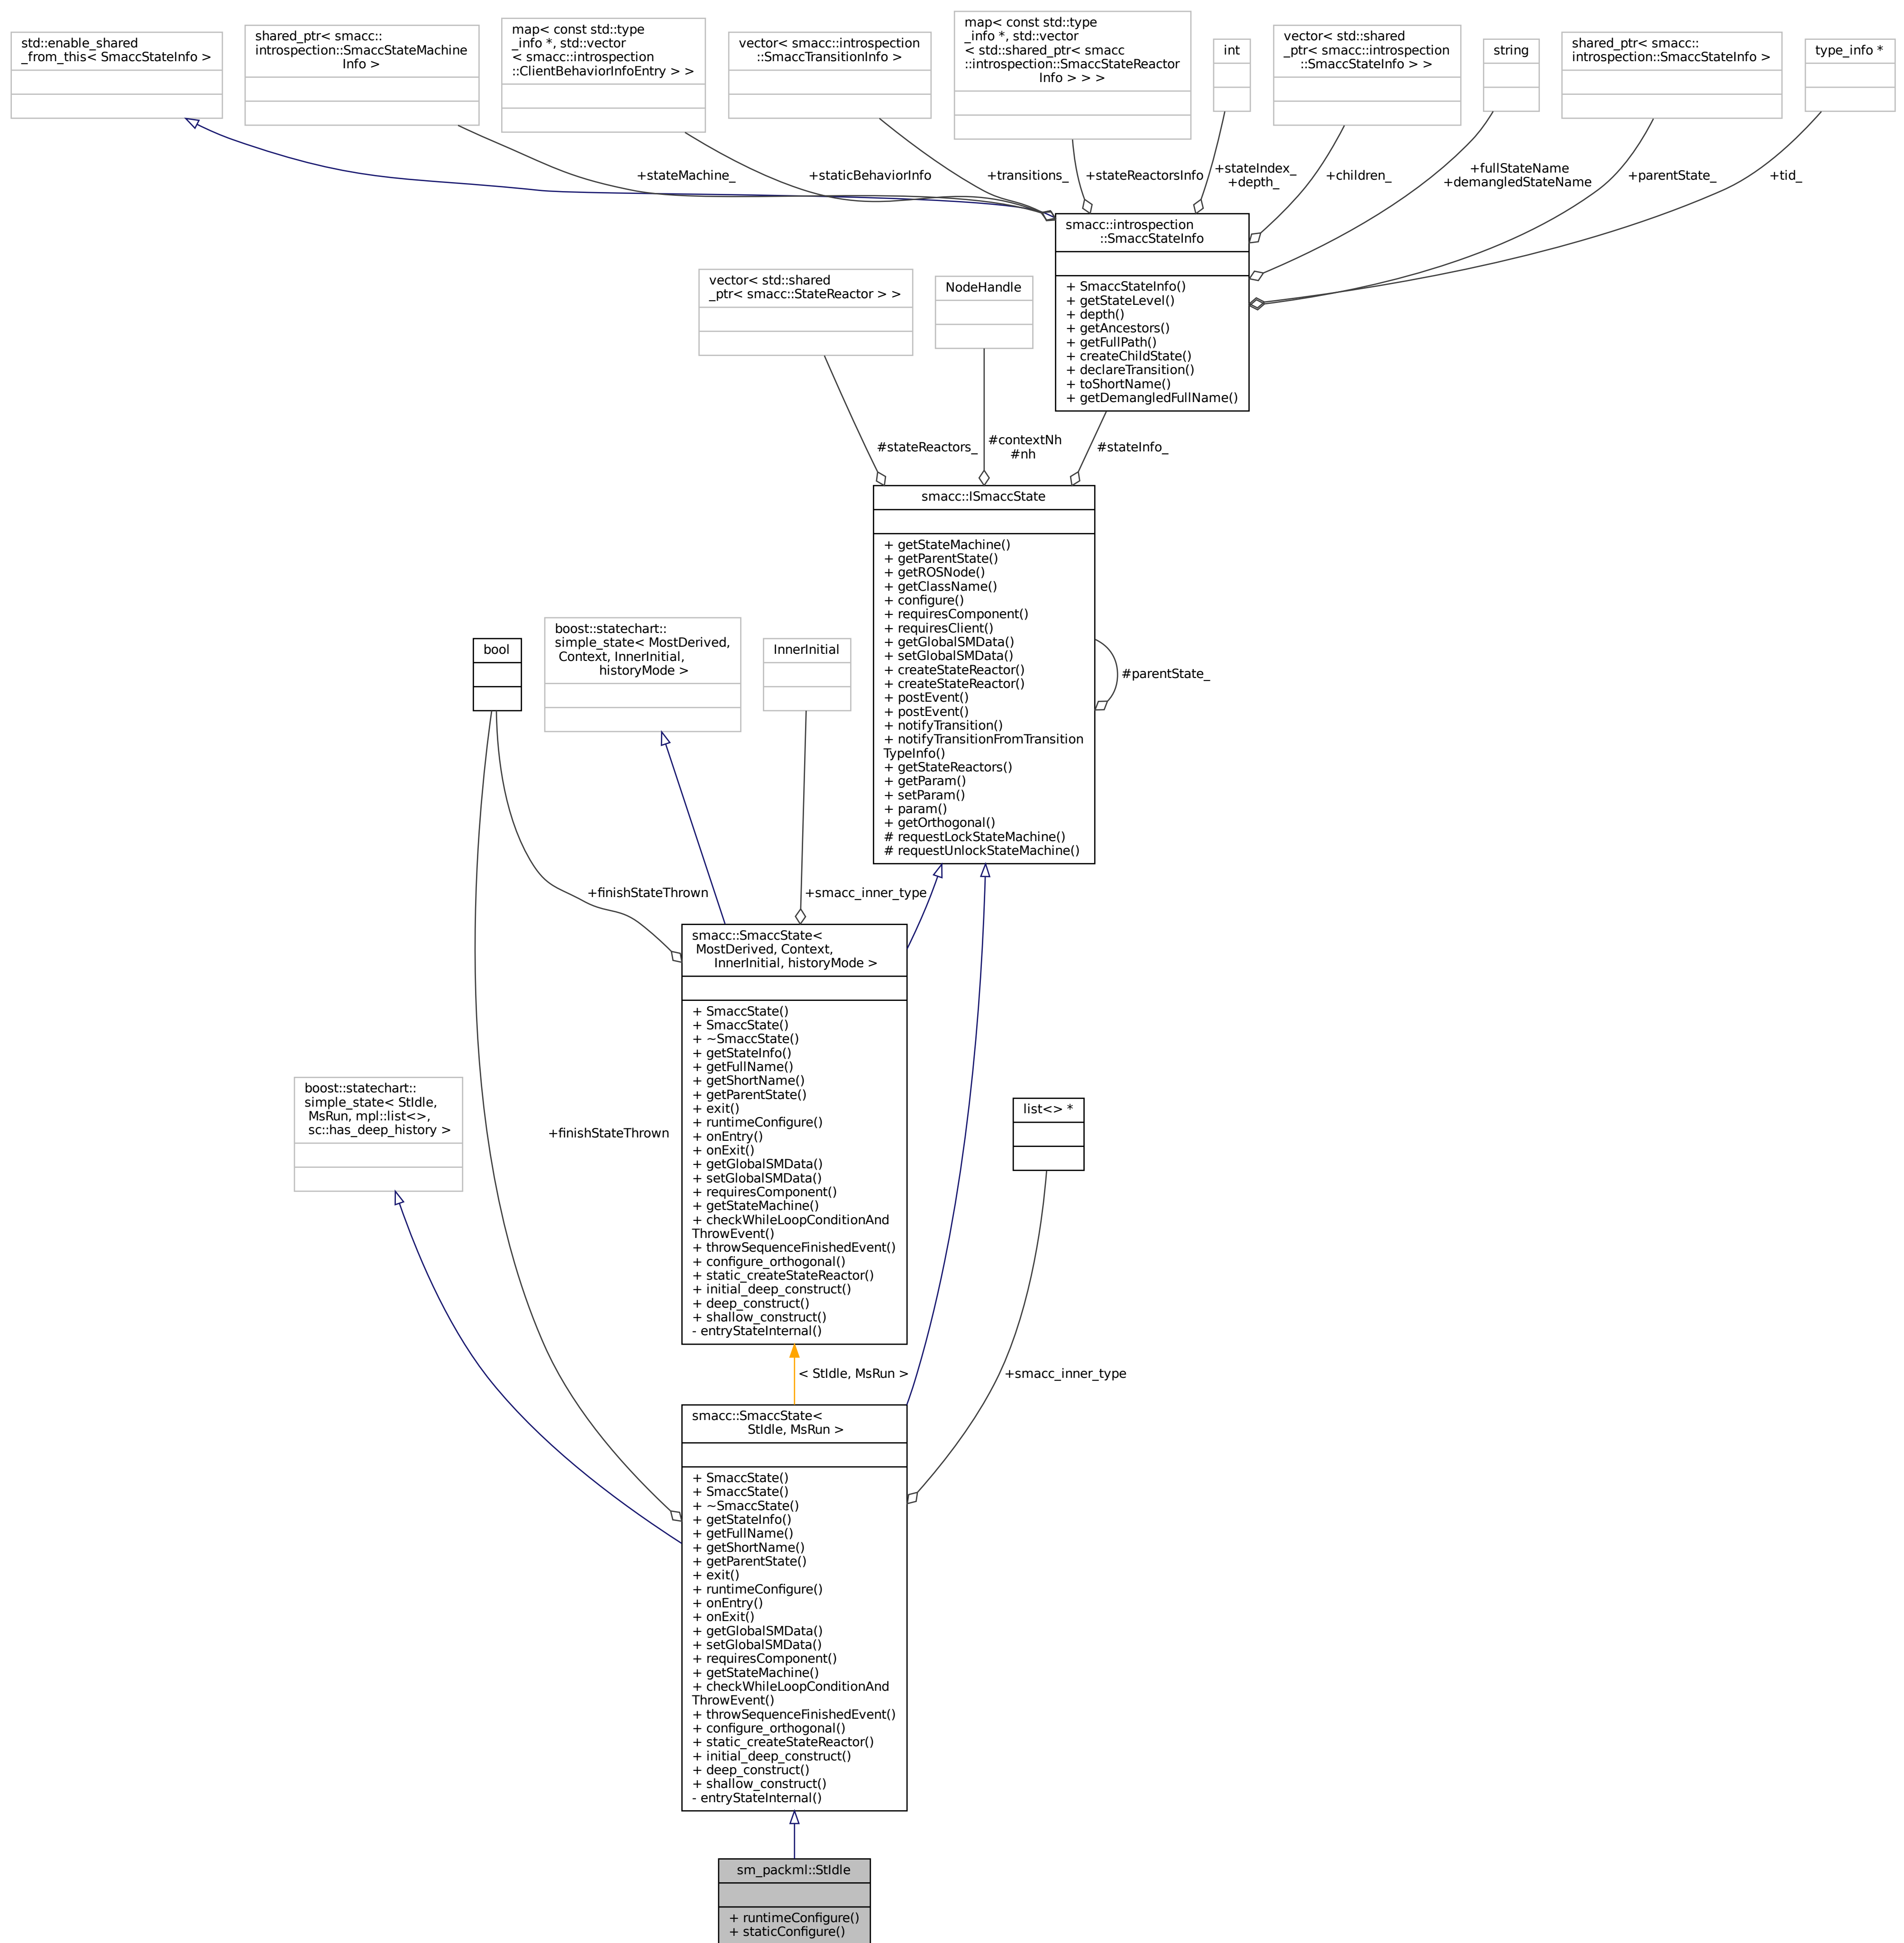 std::enable_shared
_from_this< SmaccStateInfo >
shared_ptr< smacc::
introspection::SmaccStateMachine
Info >
map< const std::type
_info *, std::vector
< smacc::introspection
::ClientBehaviorInfoEntry > >
vector< smacc::introspection
::SmaccTransitionInfo >
map< const std::type
_info *, std::vector
< std::shared_ptr< smacc
::introspection::SmaccStateReactor
Info > > >
int
vector< std::shared
_ptr< smacc::introspection
::SmaccStateInfo > >
string
shared_ptr< smacc::
introspection::SmaccStateInfo >
type_info *
+stateMachine_
+staticBehaviorInfo
+transitions_
+stateReactorsInfo
+stateIndex_
+depth_
+children_
+fullStateName
+demangledStateName
+parentState_
+tid_
smacc::introspection
::SmaccStateInfo
+ SmaccStateInfo()
+ getStateLevel()
+ depth()
+ getAncestors()
+ getFullPath()
+ createChildState()
+ declareTransition()
+ toShortName()
+ getDemangledFullName()
vector< std::shared
_ptr< smacc::StateReactor > >
NodeHandle
#stateReactors_
#contextNh
#nh
#stateInfo_
smacc::ISmaccState
+ getStateMachine()
+ getParentState()
+ getROSNode()
+ getClassName()
+ configure()
+ requiresComponent()
+ requiresClient()
+ getGlobalSMData()
+ setGlobalSMData()
+ createStateReactor()
+ createStateReactor()
+ postEvent()
+ postEvent()
+ notifyTransition()
+ notifyTransitionFromTransition
TypeInfo()
+ getStateReactors()
+ getParam()
+ setParam()
+ param()
+ getOrthogonal()
# requestLockStateMachine()
# requestUnlockStateMachine()
#parentState_
bool
boost::statechart::
simple_state< MostDerived,
Context, InnerInitial,
historyMode >
InnerInitial
+finishStateThrown
+smacc_inner_type
smacc::SmaccState<
MostDerived, Context,
InnerInitial, historyMode >
+ SmaccState()
+ SmaccState()
+ ~SmaccState()
+ getStateInfo()
+ getFullName()
+ getShortName()
+ getParentState()
+ exit()
+ runtimeConfigure()
+ onEntry()
+ onExit()
+ getGlobalSMData()
+ setGlobalSMData()
+ requiresComponent()
+ getStateMachine()
+ checkWhileLoopConditionAnd
ThrowEvent()
+ throwSequenceFinishedEvent()
+ configure_orthogonal()
+ static_createStateReactor()
+ initial_deep_construct()
+ deep_construct()
+ shallow_construct()
- entryStateInternal()
boost::statechart::
simple_state< StIdle,
MsRun, mpl::list<>,
sc::has_deep_history >
+finishStateThrown
list<> *
< StIdle, MsRun >
+smacc_inner_type
smacc::SmaccState<
StIdle, MsRun >
+ SmaccState()
+ SmaccState()
+ ~SmaccState()
+ getStateInfo()
+ getFullName()
+ getShortName()
+ getParentState()
+ exit()
+ runtimeConfigure()
+ onEntry()
+ onExit()
+ getGlobalSMData()
+ setGlobalSMData()
+ requiresComponent()
+ getStateMachine()
+ checkWhileLoopConditionAnd
ThrowEvent()
+ throwSequenceFinishedEvent()
+ configure_orthogonal()
+ static_createStateReactor()
+ initial_deep_construct()
+ deep_construct()
+ shallow_construct()
- entryStateInternal()
sm_packml::StIdle
+ runtimeConfigure()
+ staticConfigure()